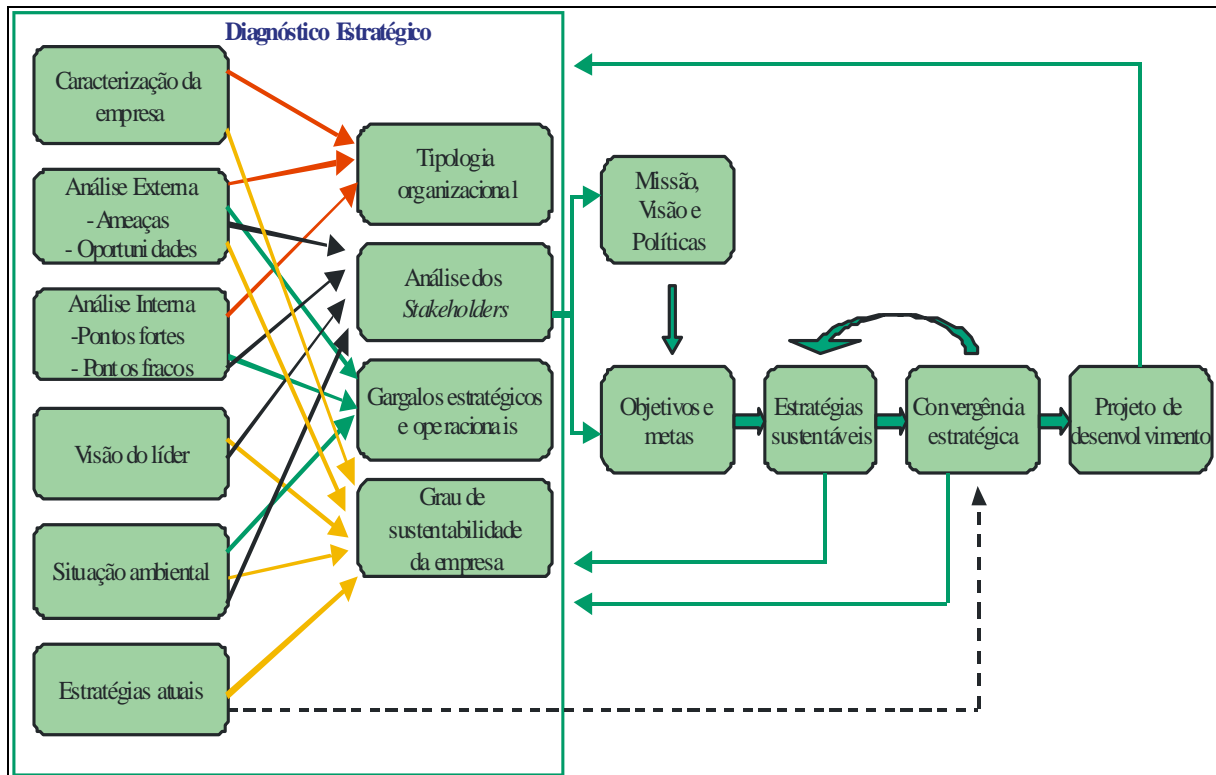 Diagnóstico Estratégico
Caracterização da
empresa
Análise Externa
- Ameaças
- Oportunidades
Análise Interna
-Pontos fortes
- Pontos fracos
Visão do líder
Situação ambiental
Estratégias atuais
Tipologia
organizacional
Análise dos
Stakeholders
Gargalos estratégicos
e operacionais
Grau de
sustentabilidade
da empresa
Missão,
Visão e
Políticas
Objetivos e
metas
Estratégias
sustentáveis
Convergência
estratégica
Projeto de
desenvolvimento